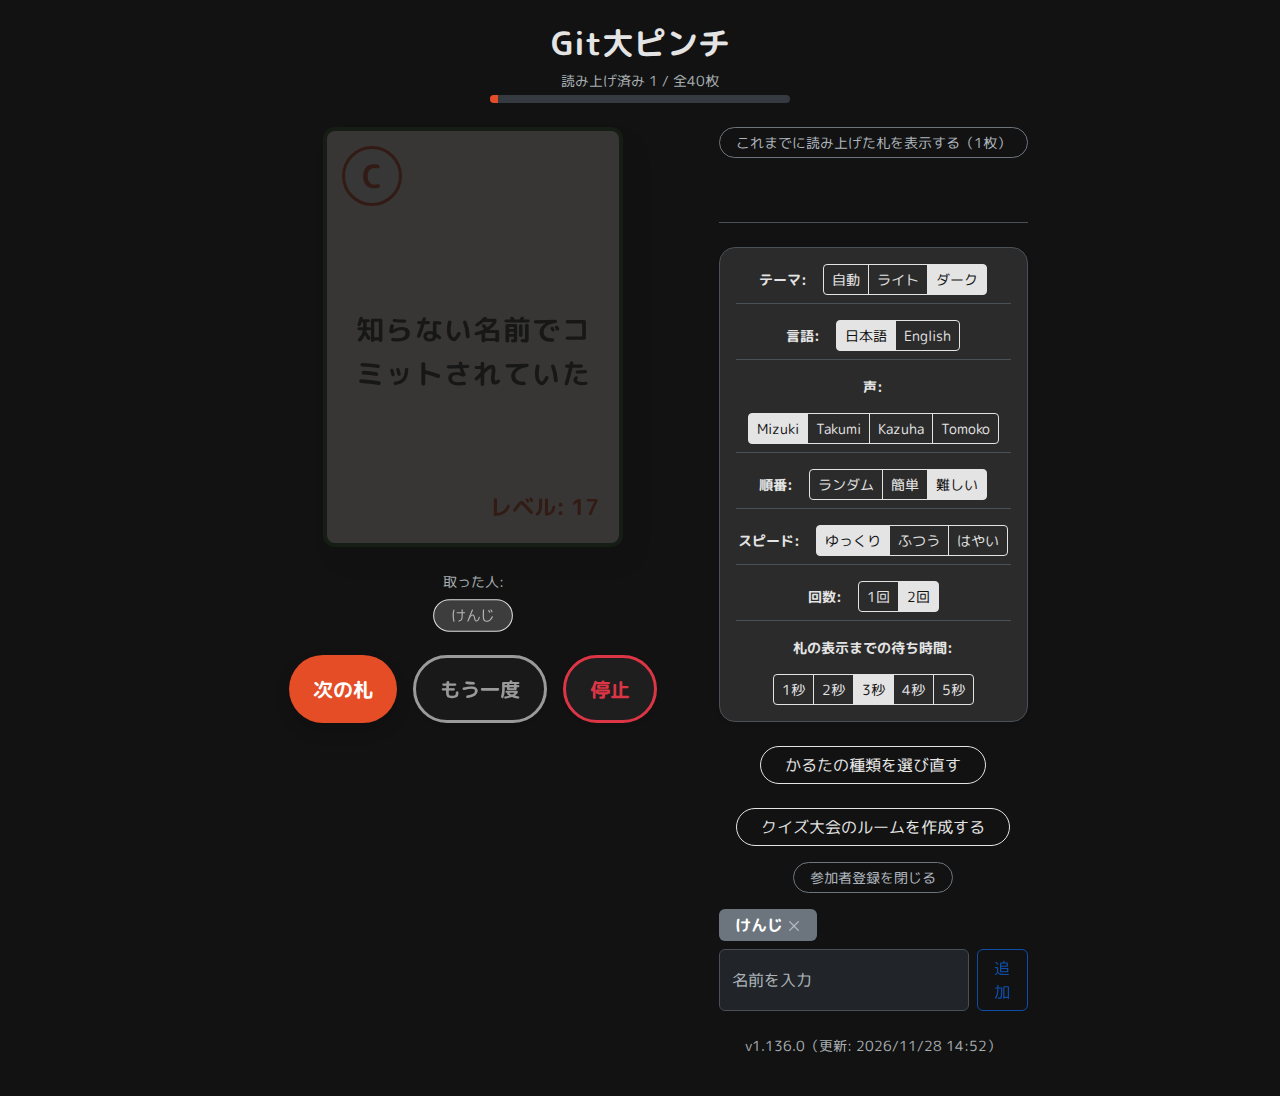 Git大ピンチ
読み上げ済み 1 / 全40枚
C
知らない名前でコ
ミットされていた
レベル: 17
取った人:
けんじ
次の札
もう一度
停止
これまでに読み上げた札を表示する（1枚）
テーマ: 自動 ライト ダーク
言語: 日本語 English
声:
Mizuki Takumi Kazuha Tomoko
順番: ランダム 簡単 難しい
スピード: ゆっくり ふつう はやい
回数: 1回 2回
札の表示までの待ち時間:
1秒 2秒 3秒 4秒 5秒
かるたの種類を選び直す
クイズ大会のルームを作成する
参加者登録を閉じる
けんじ ×
名前を入力
追
加
v1.136.0（更新: 2026/11/28 14:52）